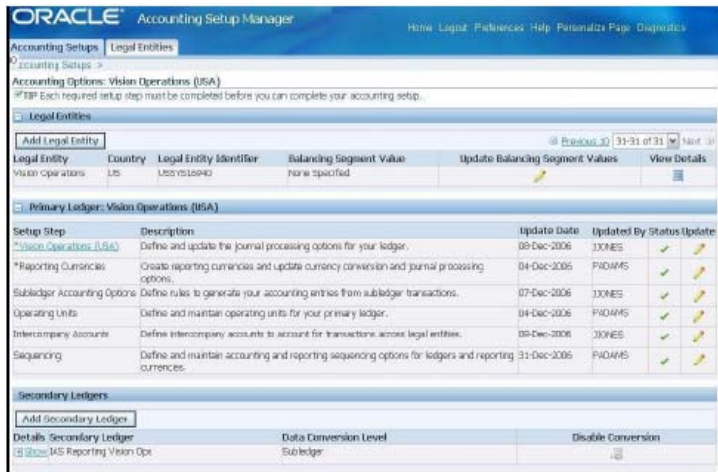 ORACLE® Accounting Setup Manager
Home Logout Preferences Help Personalize Page Diagnostics
Accounting Setups Legal Entities
Accounting Setups >
Accounting Options: Vision Operations (USA)
TIP Each required setup step must be completed before you can complete your accounting setup.
Legal Entities
Add Legal Entity
Previous 10 31-31 of 31 Next 10
Legal Entity Country Legal Entity Identifier Balancing Segment Value Update Balancing Segment Values View Details
Vision Operations US None Specified
Primary Ledger: Vision Operations (USA)
Setup Step Description Update Date Updated By Status Update
*Vision Operations (USA) Define and update the journal processing options for your ledger. 08-Dec-2006 JJONES
*Reporting Currencies Create reporting currencies and update currency conversion and journal processing options. 04-Dec-2006 PADAMS
Subledger Accounting Options Define rules to generate your accounting entries from subledger transactions. 07-Dec-2006 JJONES
Operating Units Define and maintain operating units for your primary ledger. 04-Dec-2006 PADAMS
Intercompany Accounts Define intercompany accounts to account for transactions across legal entities. 09-Dec-2006 JJONES
Sequencing Define and maintain accounting and reporting sequencing options for ledgers and reporting currencies. 31-Dec-2006 PADAMS
Secondary Ledgers
Add Secondary Ledger
Details Secondary Ledger Data Conversion Level Disable Conversion
Show IAS Reporting Vision Ops Subledger